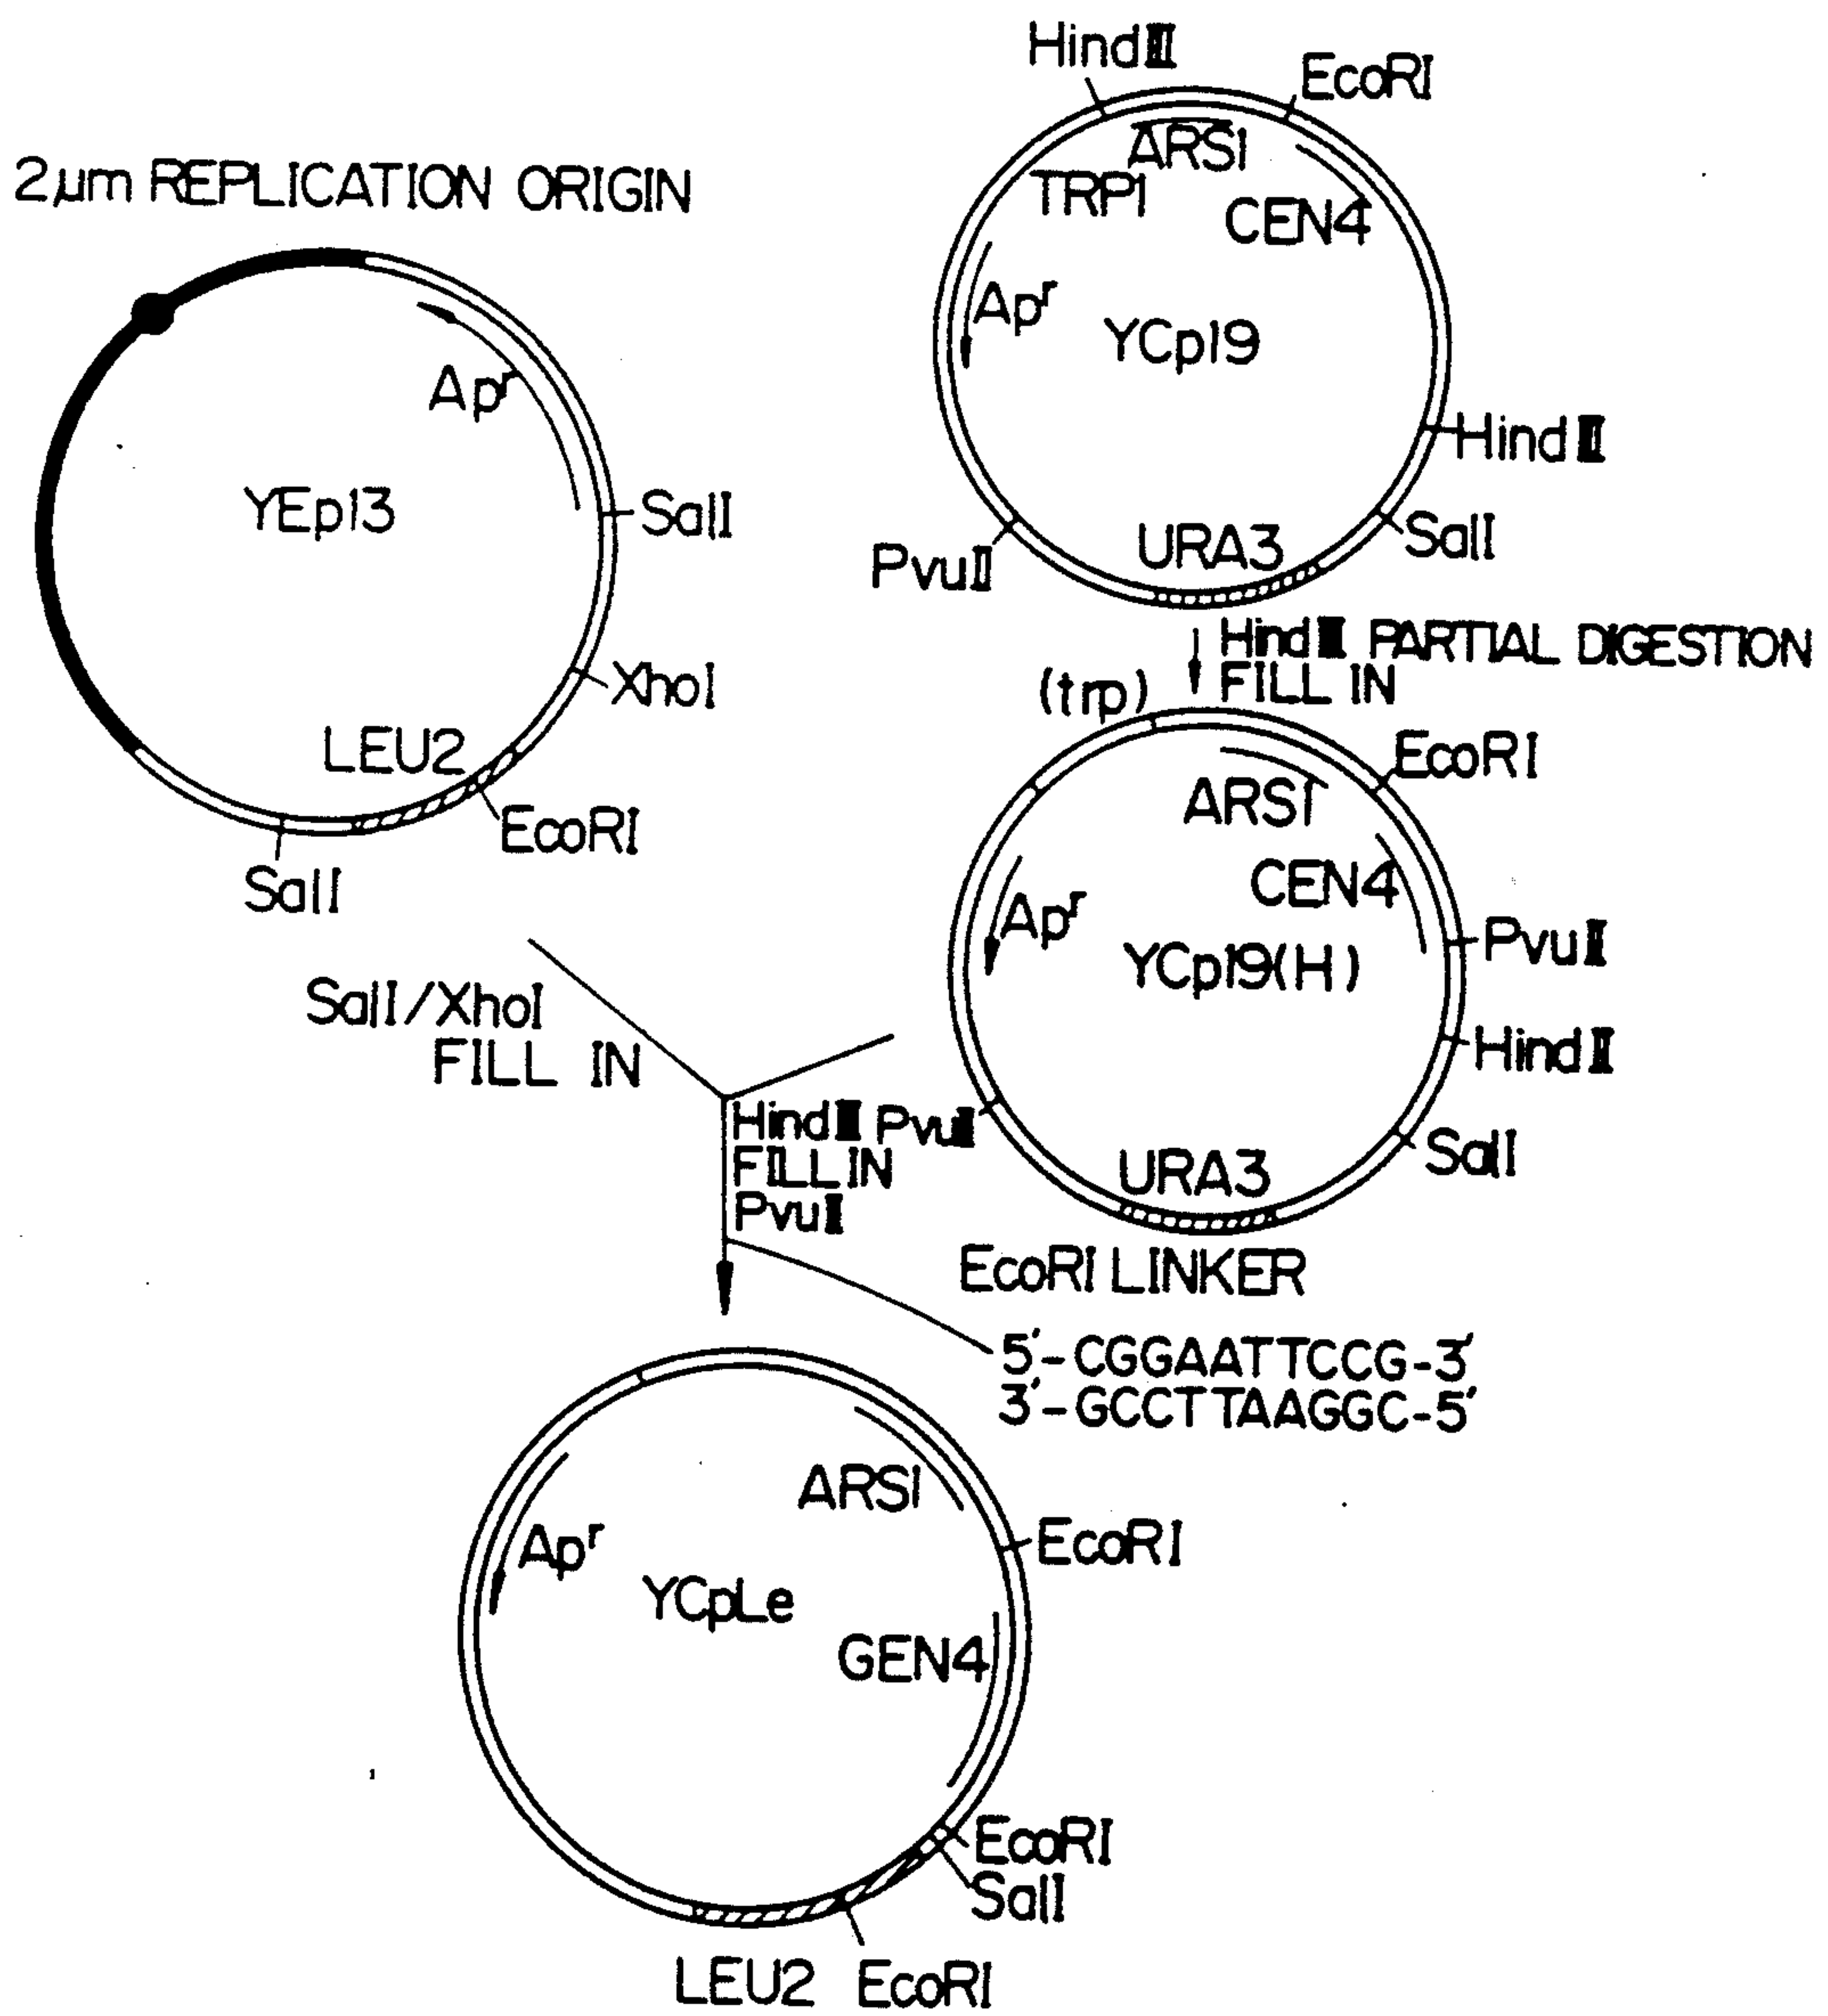 HindIII
EcoRI
ARS1
TRP1
CEN4
Apr
YCp19
HindIII
SalI
URA3
PvuII
2μm REPLICATION ORIGIN
Apr
YEp13
SalI
XhoI
LEU2
EcoRI
SalI
HindIII PARTIAL DIGESTION
FILL IN
(trp)
EcoRI
ARS1
CEN4
Apr
YCp19(H)
PvuII
HindIII
SalI
URA3
PvuII
SalI/XhoI
FILL IN
HindIII
FILL IN
PvuII
EcoRI LINKER
5'-CGGAATTCCG-3'
3'-GCCTTAAGGC-5'
ARS1
EcoRI
Apr
YCpLe
GEN4
EcoRI
SalI
LEU2
EcoRI